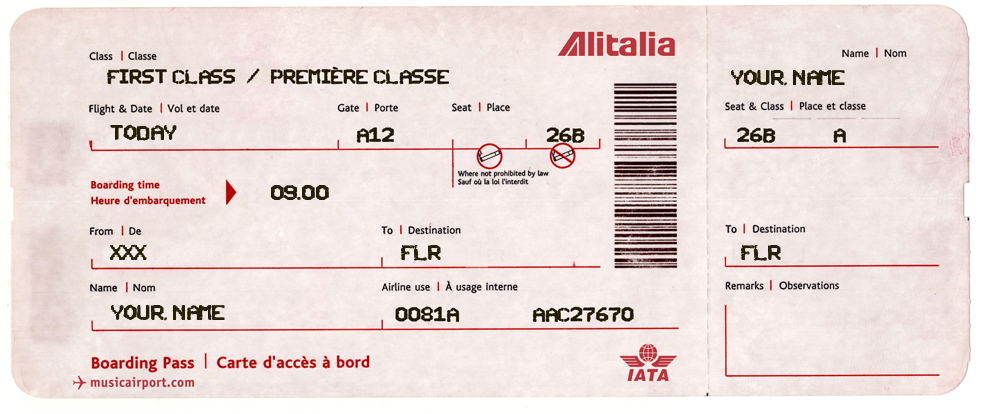 Alitalia
Class | Classe
FIRST CLASS / PREMIÈRE CLASSE
Flight & Date | Vol et date
Gate | Porte
Seat | Place
TODAY
A12
26B
Where not prohibited by law
Sauf où la loi l'interdit
Boarding time
Heure d'embarquement
09.00
From | De
To | Destination
XXX
FLR
Name | Nom
Airline use | À usage interne
YOUR. NAME
0081A
AAC27670
Boarding Pass | Carte d'accès à bord
musicairport.com
IATA
Name | Nom
YOUR. NAME
Seat & Class | Place et classe
26B A
To | Destination
FLR
Remarks | Observations